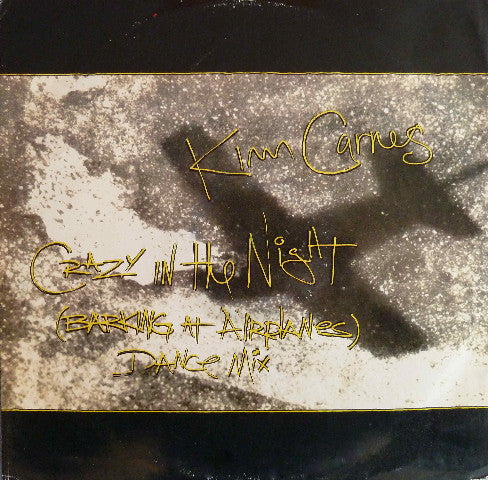 Kim Carnes
CRAZY IN the Night
(BARKING At AIRplaNes)
DANCe Mix